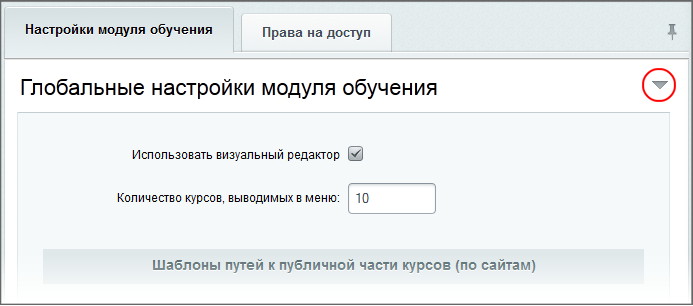 Настройки модуля обучения
Права на доступ
Глобальные настройки модуля обучения
Использовать визуальный редактор
Количество курсов, выводимых в меню:
10
Шаблоны путей к публичной части курсов (по сайтам)